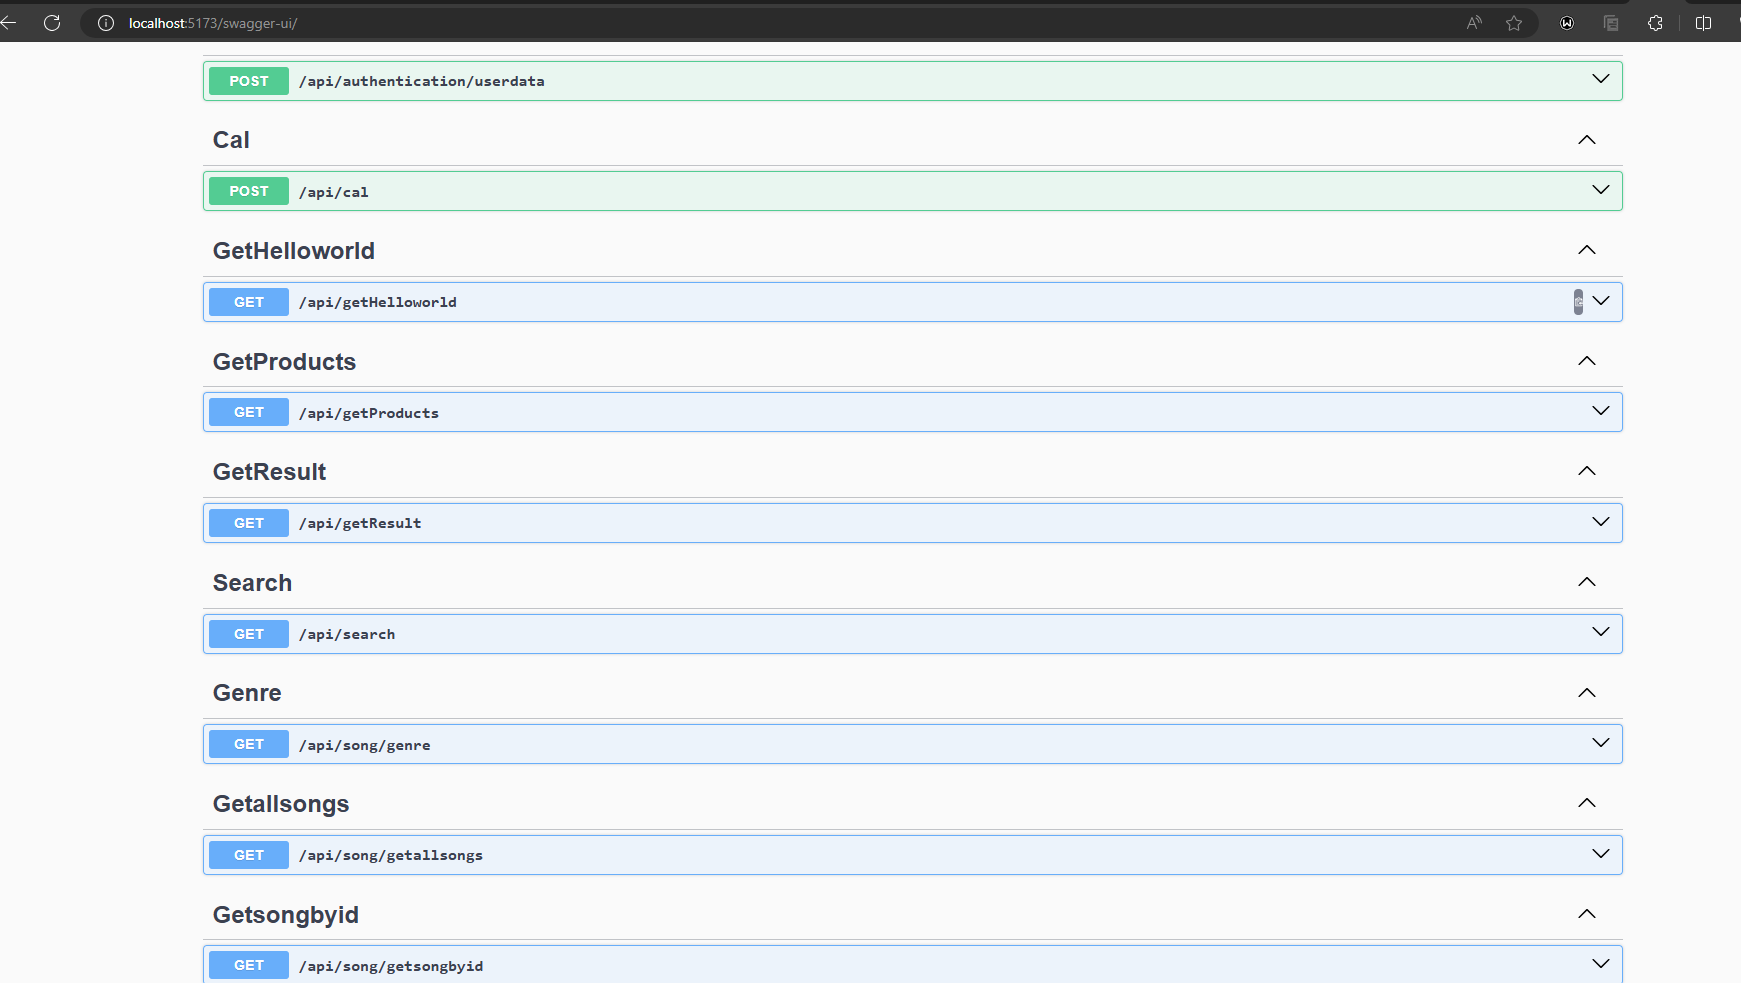 localhost:5173/swagger-ui/
POST /api/authentication/userdata
Cal
POST /api/cal
GetHelloworld
GET /api/getHelloworld
GetProducts
GET /api/getProducts
GetResult
GET /api/getResult
Search
GET /api/search
Genre
GET /api/song/genre
Getallsongs
GET /api/song/getallsongs
Getsongbyid
GET /api/song/getsongbyid